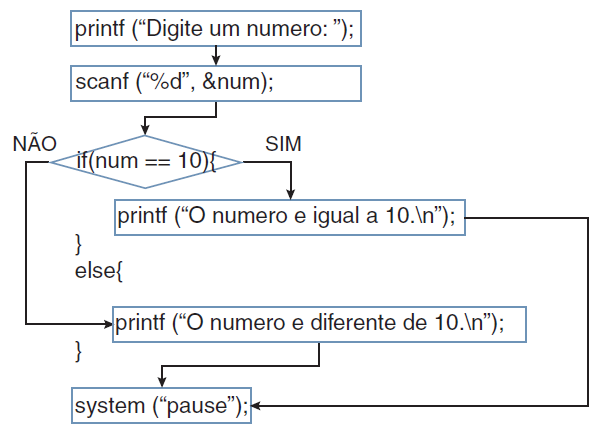 printf (“Digite um numero: ”);
scanf (“%d”, &num);
NÃO
SIM
if(num == 10){
printf (“O numero e igual a 10.\n”);
}
else{
printf (“O numero e diferente de 10.\n”);
}
system (“pause”);